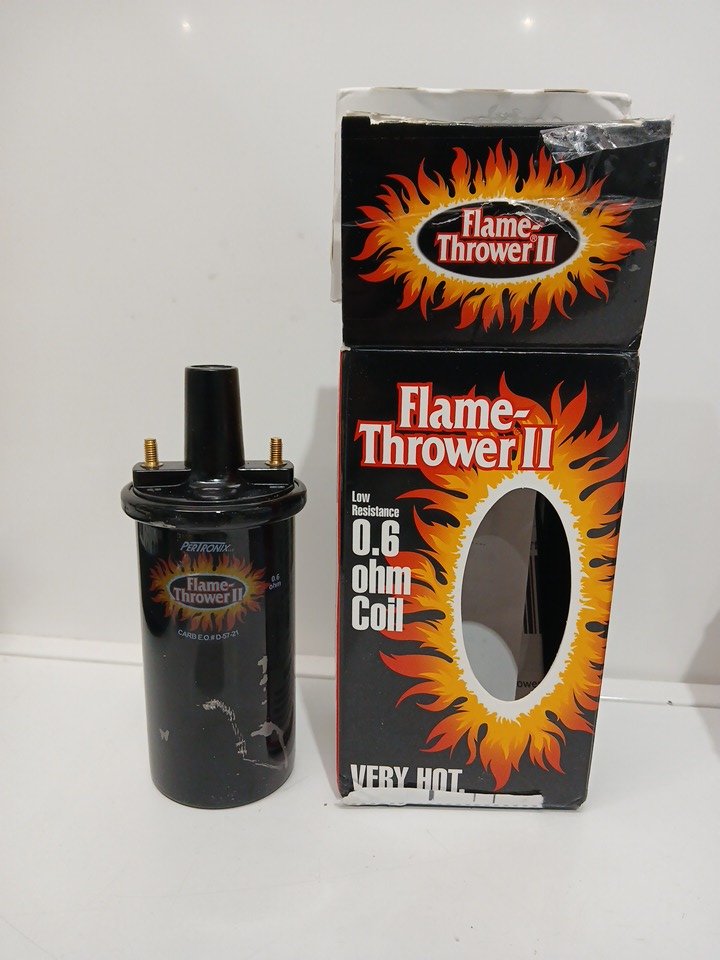 Flame-
Thrower II
Flame-
Thrower II
Low
Resistance
0.6
ohm
Coil
VERY HOT.
PERTRONIX
Flame-
Thrower II
0.6
ohm
CARB E.O.# D-57-21